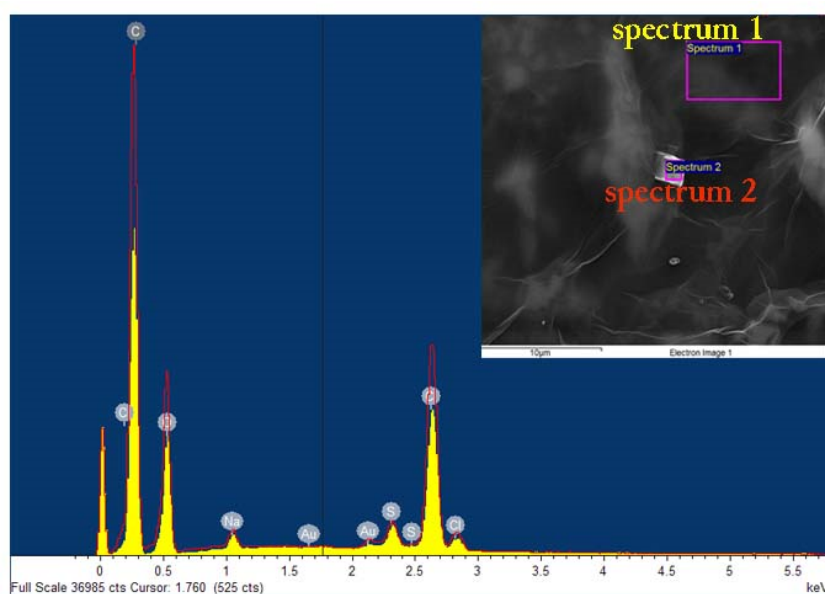 spectrum 1
Spectrum 1
Spectrum 2
spectrum 2
10µm
Electron Image 1
C
C
O
Na
Au
Au
S
S
Cl
Cl
0
0.5
1
1.5
2
2.5
3
3.5
4
4.5
5
5.5
Full Scale 36985 cts Cursor: 1.760 (525 cts)
keV